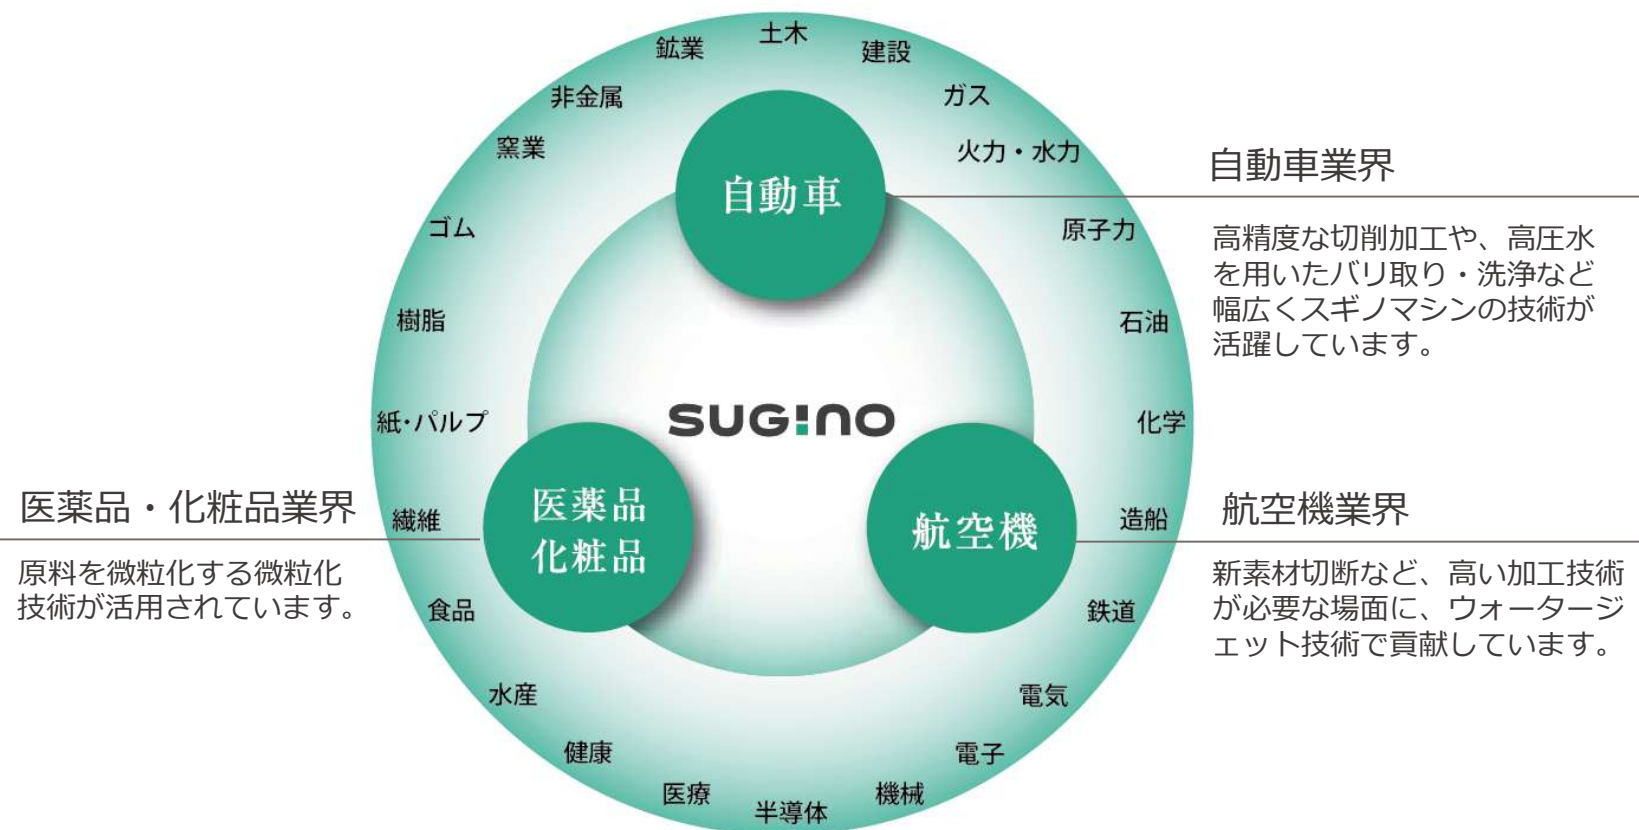 土木
建設
ガス
火力・水力
原子力
石油
化学
造船
鉄道
電気
電子
機械
半導体
医療
健康
水産
食品
繊維
紙・パルプ
樹脂
ゴム
窯業
非金属
鉱業
自動車
SUGINO
医薬品
化粧品
航空機
自動車業界
高精度な切削加工や、高圧水
を用いたバリ取り・洗浄など
幅広くスギノマシンの技術が
活躍しています。
医薬品・化粧品業界
原料を微粒化する微粒化
技術が活用されています。
航空機業界
新素材切断など、高い加工技術
が必要な場面に、ウォータージ
ェット技術で貢献しています。